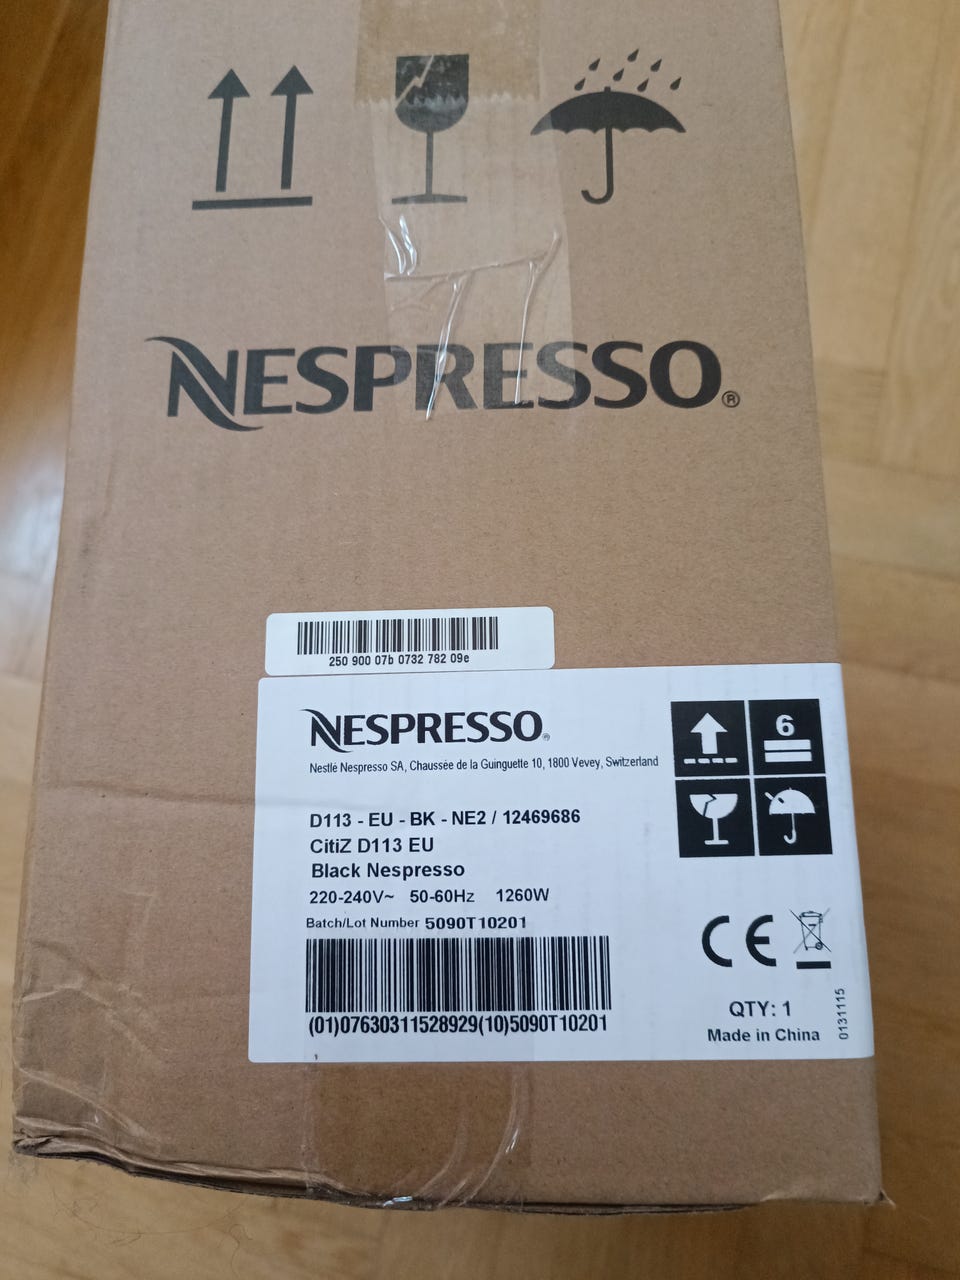 NESPRESSO®
250 900 07b 0732 782 09e
NESPRESSO®
Nestlé Nespresso SA, Chaussée de la Guinguette 10, 1800 Vevey, Switzerland
6
D113 - EU - BK - NE2 / 12469686
CitiZ D113 EU
Black Nespresso
220-240V~ 50-60Hz 1260W
Batch/Lot Number 5090T10201
(01)07630311528929(10)5090T10201
CE
QTY: 1
Made in China
0131115